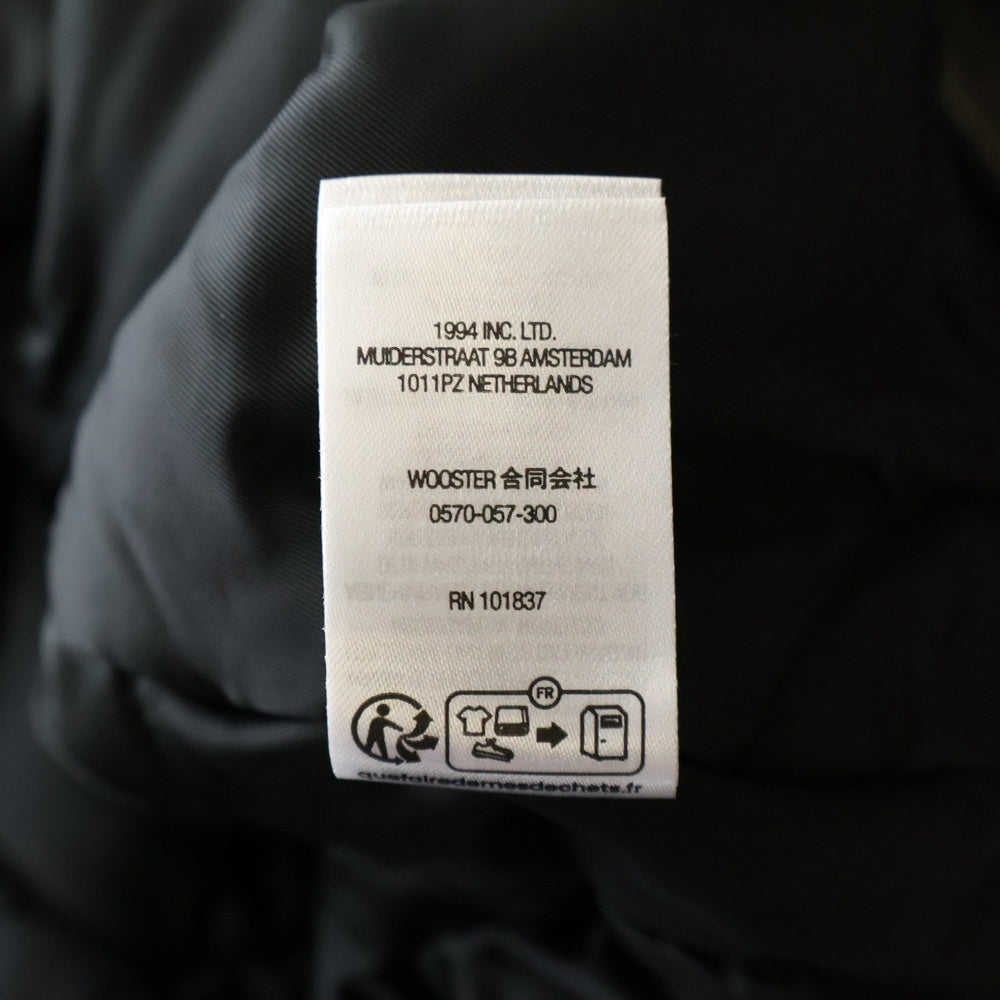 1994 INC. LTD.
MUIDERSTRAAT 9B AMSTERDAM
1011PZ NETHERLANDS
WOOSTER 合同会社
0570-057-300
RN 101837
FR
quefairedemesdechets.fr